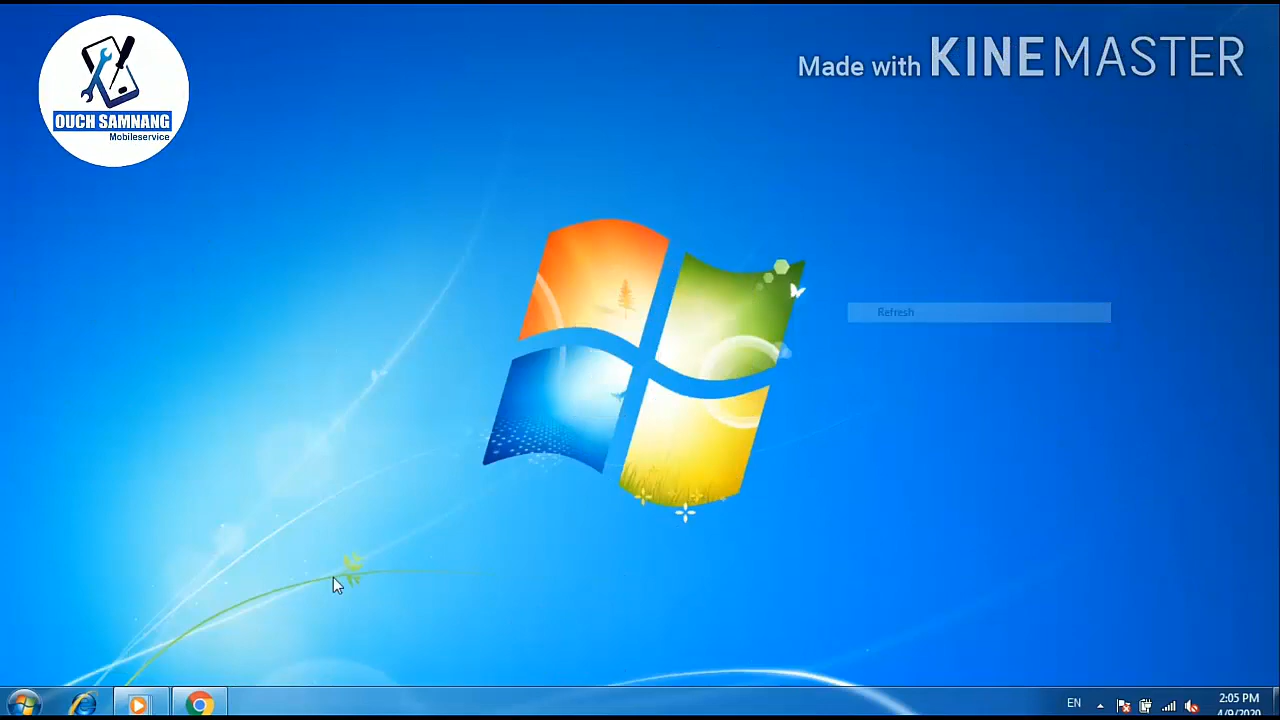 OUCH SAMNANG
Mobileservice
Made with KINEMASTER
Refresh
EN
2:05 PM
4/9/2020